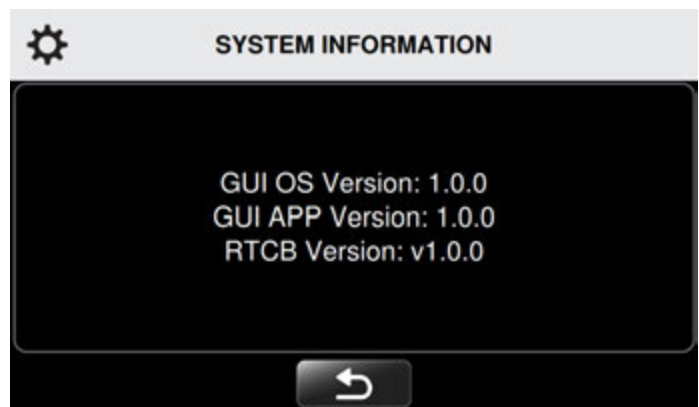 SYSTEM INFORMATION
GUI OS Version: 1.0.0
GUI APP Version: 1.0.0
RTCB Version: v1.0.0